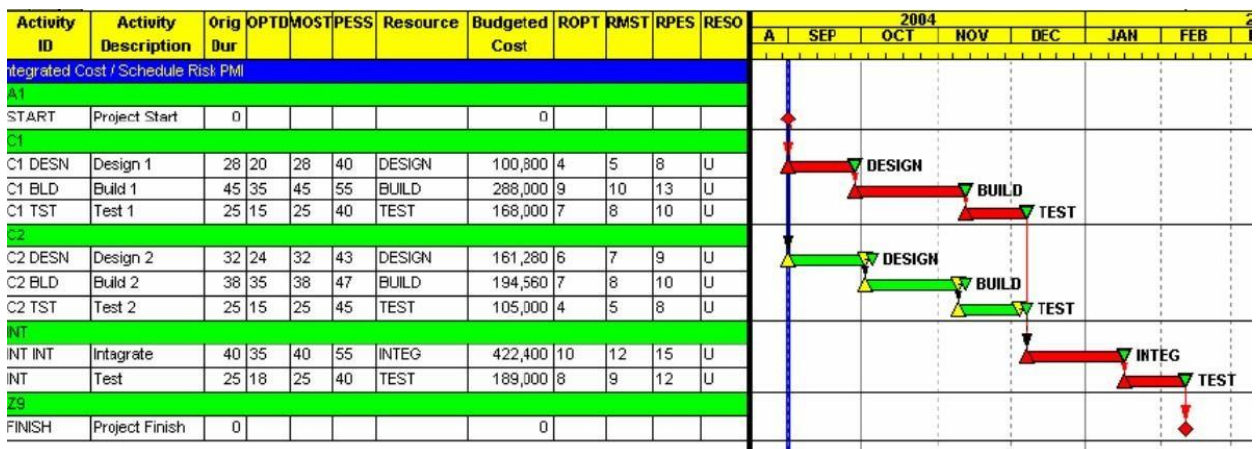 Activity Activity Orig OPTD MOST PESS Resource Budgeted ROPT RMST RPES RESO 2004 2
ID Description Dur Cost A SEP OCT NOV DEC JAN FEB
ntegrated Cost / Schedule Risk PMI
A1
START Project Start 0 0
C1
C1 DESN Design 1 28 20 28 40 DESIGN 100,800 4 5 8 U DESIGN
C1 BLD Build 1 45 35 45 55 BUILD 288,000 9 10 13 U BUILD
C1 TST Test 1 25 15 25 40 TEST 168,000 7 8 10 U TEST
C2
C2 DESN Design 2 32 24 32 43 DESIGN 161,280 6 7 9 U DESIGN
C2 BLD Build 2 38 35 38 47 BUILD 194,560 7 8 10 U BUILD
C2 TST Test 2 25 15 25 45 TEST 105,000 4 5 8 U TEST
INT
INT INT Intagrate 40 35 40 55 INTEG 422,400 10 12 15 U INTEG
INT Test 25 18 25 40 TEST 189,000 8 9 12 U TEST
Z9
FINISH Project Finish 0 0